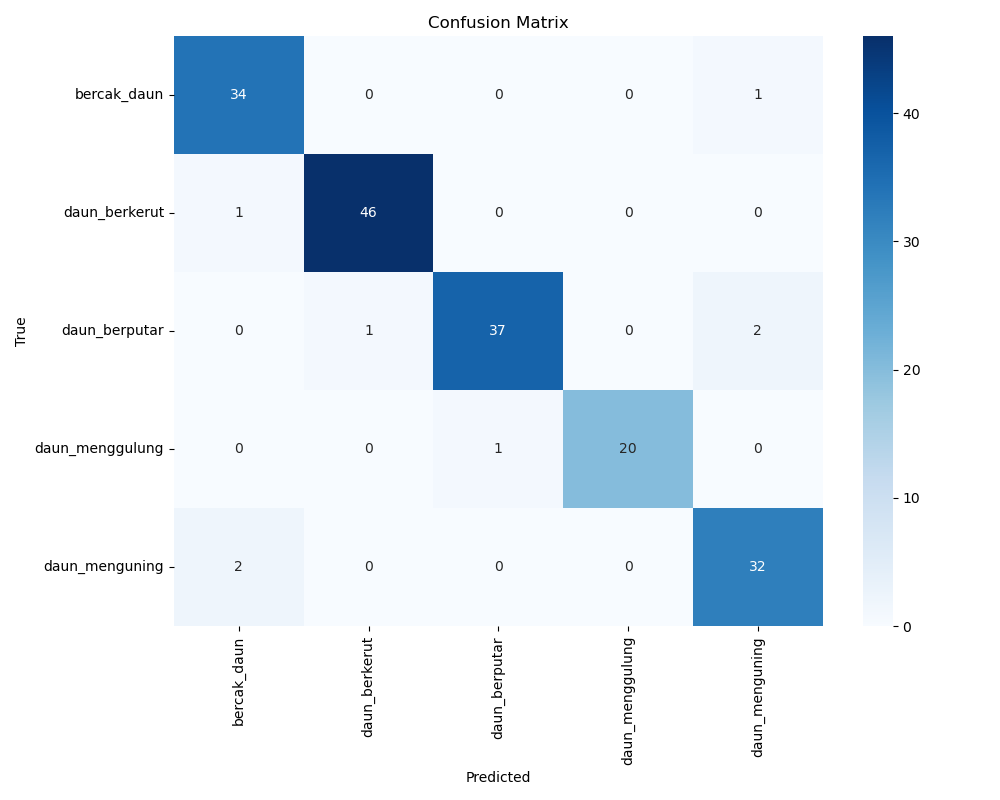 Confusion Matrix
True
bercak_daun 34 0 0 0 1
daun_berkerut 1 46 0 0 0
daun_berputar 0 1 37 0 2
daun_menggulung 0 0 1 20 0
daun_menguning 2 0 0 0 32
bercak_daun daun_berkerut daun_berputar daun_menggulung daun_menguning
Predicted
40
30
20
10
0